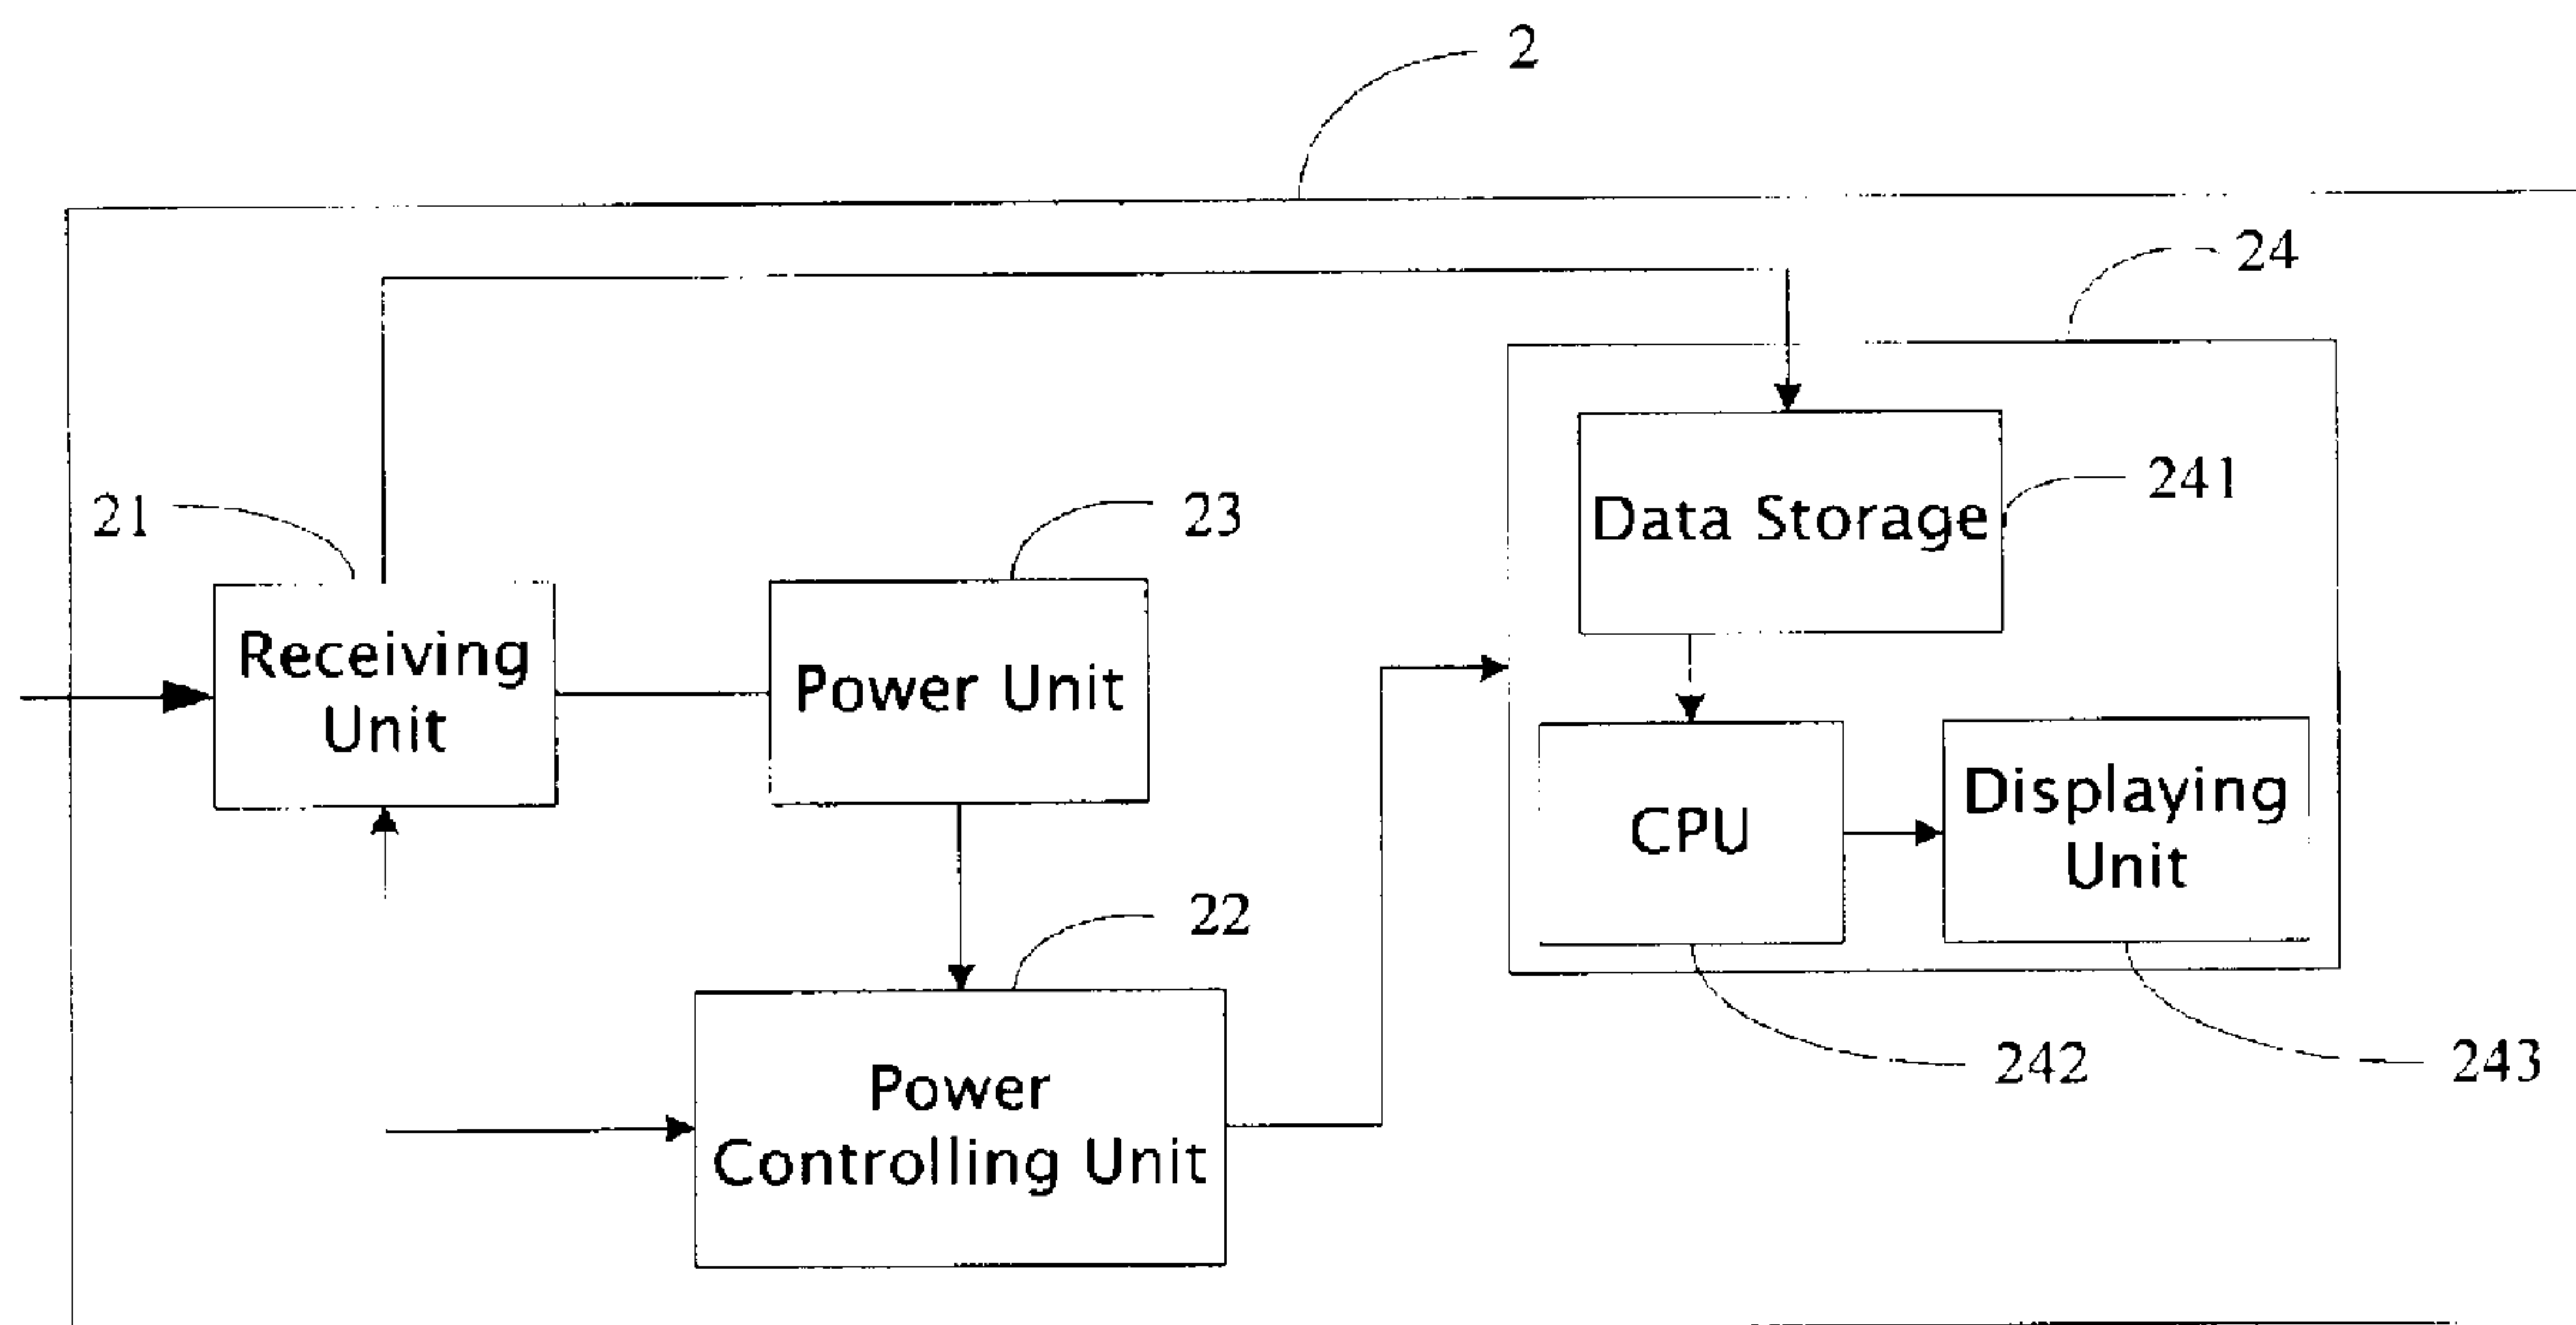 2
24
Data Storage
241
21
23
Receiving
Unit
Power Unit
CPU
Displaying
Unit
22
Power
Controlling Unit
242
243